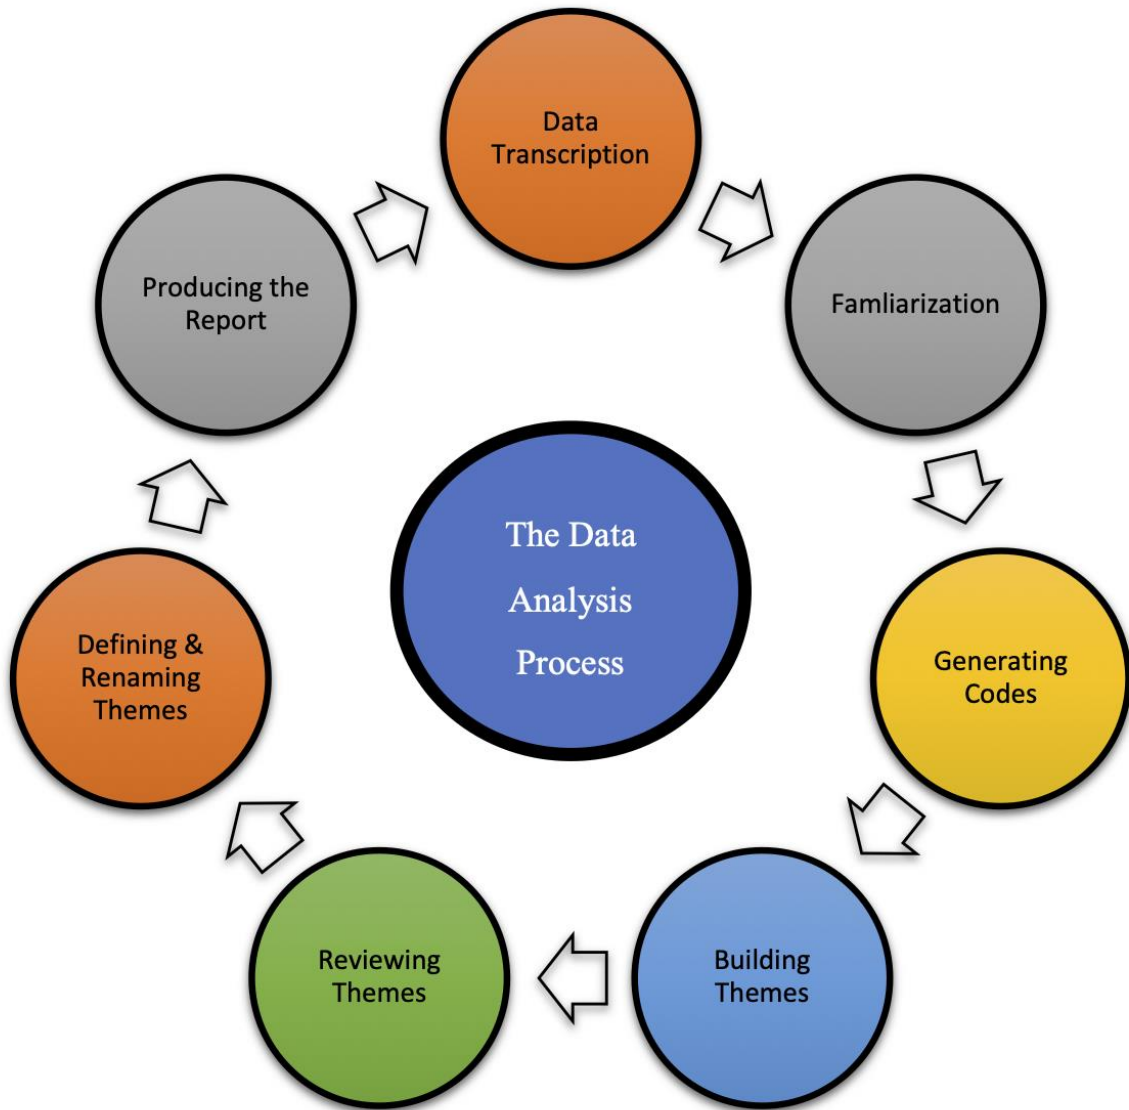 Data
Transcription
Famliarization
Generating
Codes
Building
Themes
Reviewing
Themes
Defining &
Renaming
Themes
Producing the
Report
The Data
Analysis
Process